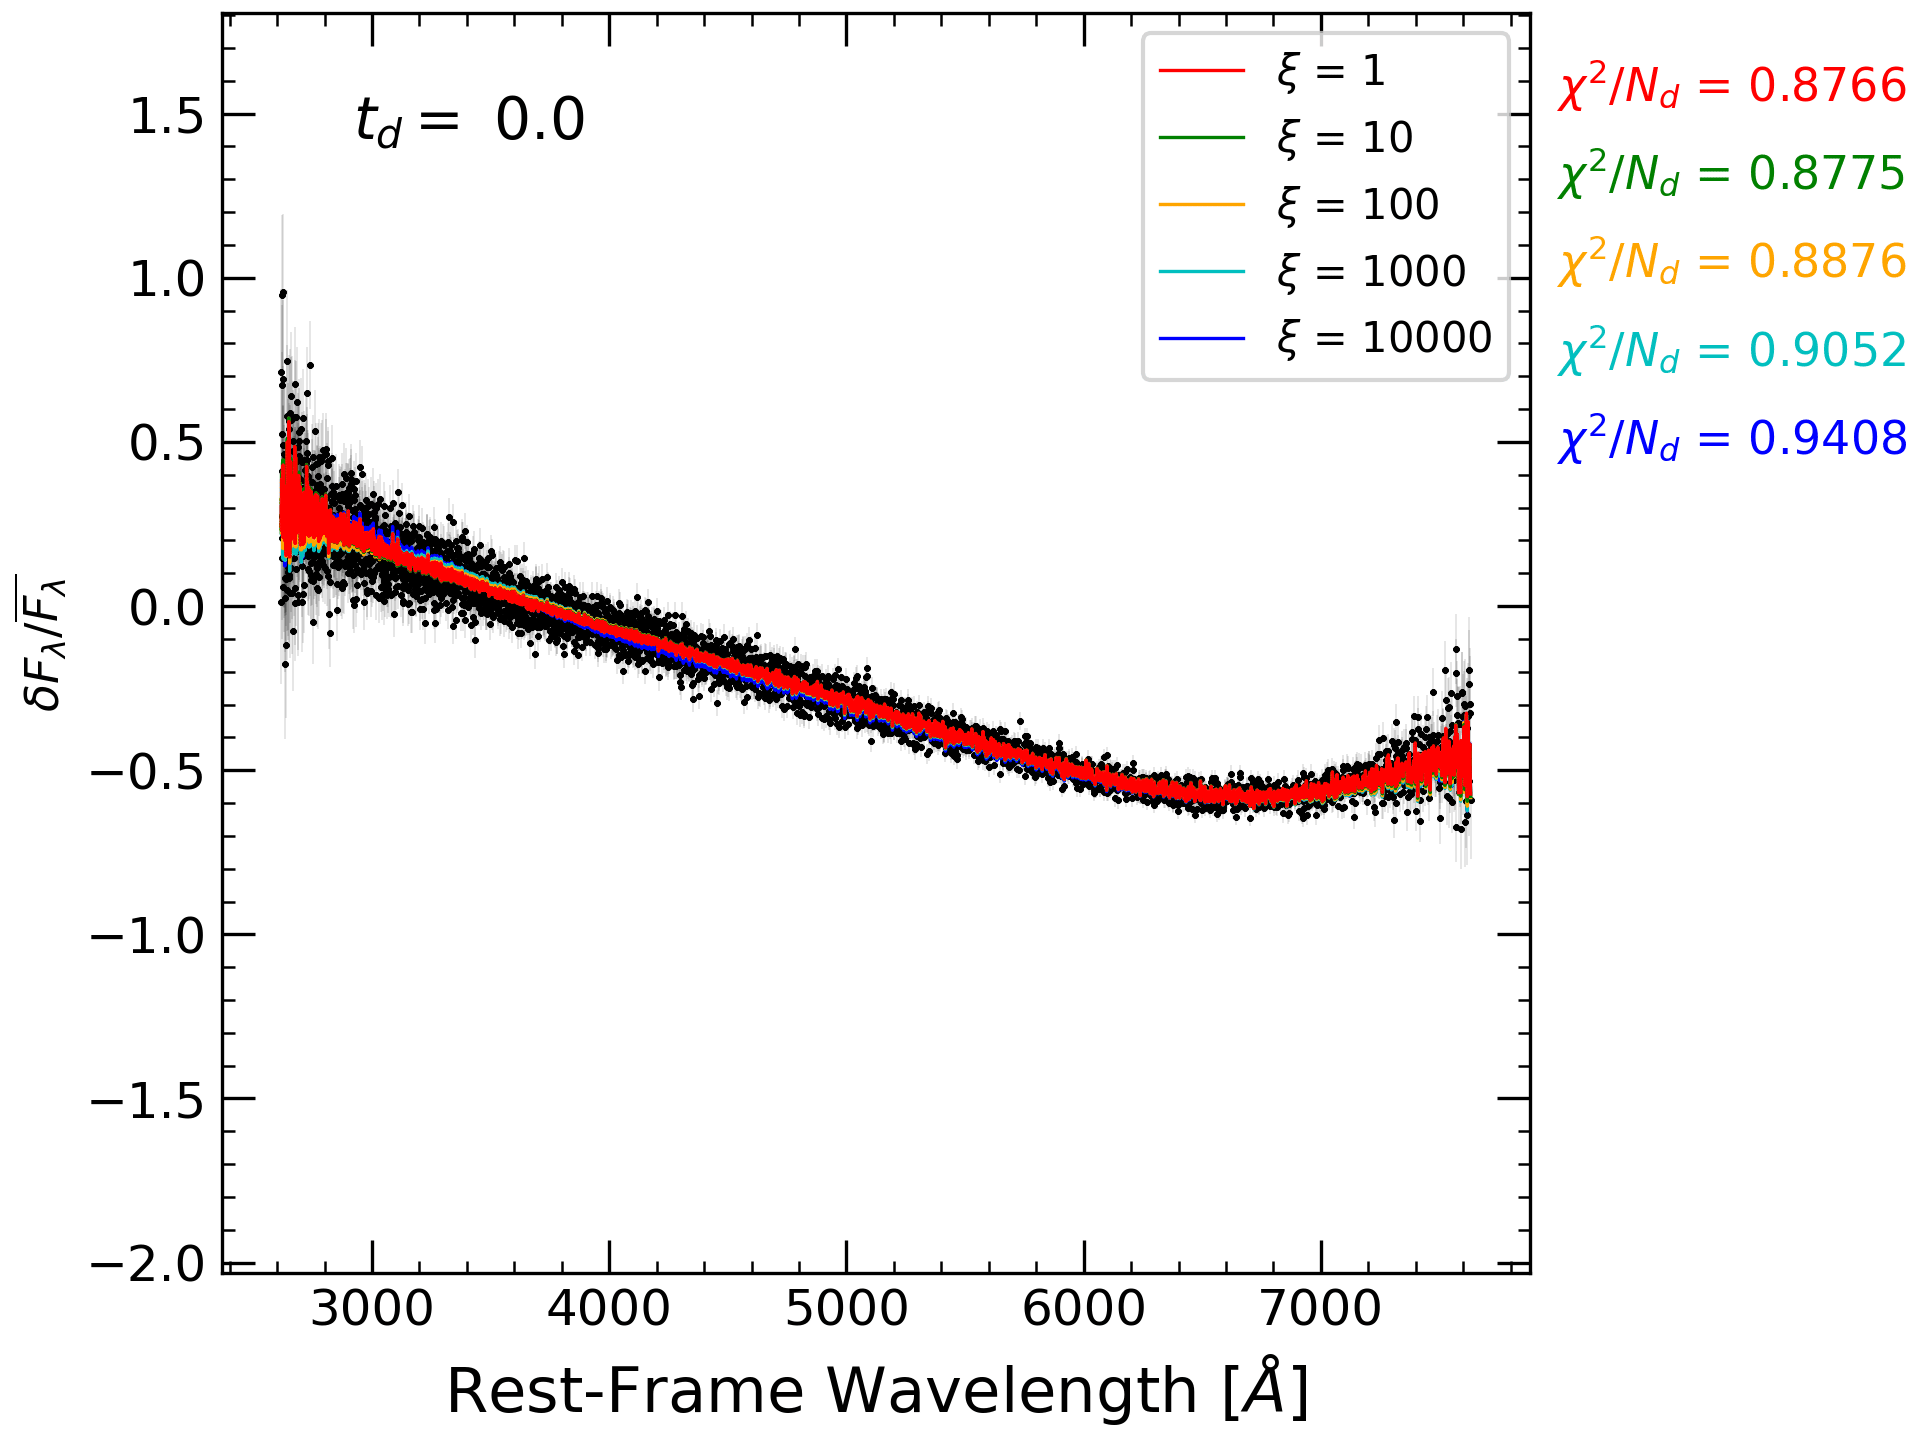 t_d = 0.0
ξ = 1
ξ = 10
ξ = 100
ξ = 1000
ξ = 10000
χ²/N_d = 0.8766
χ²/N_d = 0.8775
χ²/N_d = 0.8876
χ²/N_d = 0.9052
χ²/N_d = 0.9408
1.5
1.0
0.5
0.0
−0.5
−1.0
−1.5
−2.0
δF_λ/F̅_λ
3000 4000 5000 6000 7000
Rest-Frame Wavelength [Å]